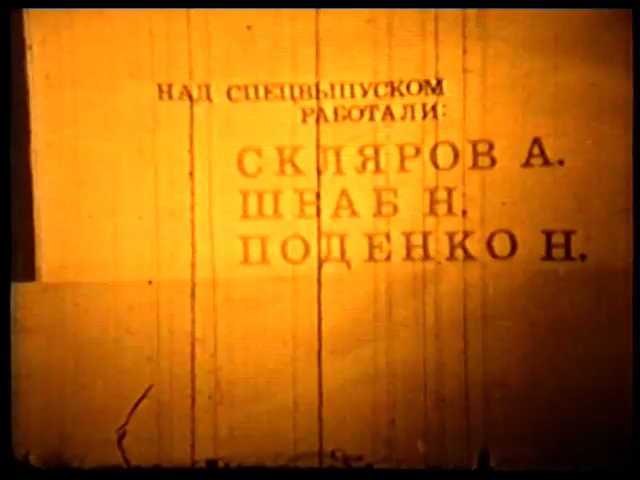 НАД СПЕЦВЫПУСКОМ
РАБОТАЛИ:
СКЛЯРОВ А.
ШВАБ Н.
ПОДЕНКО Н.